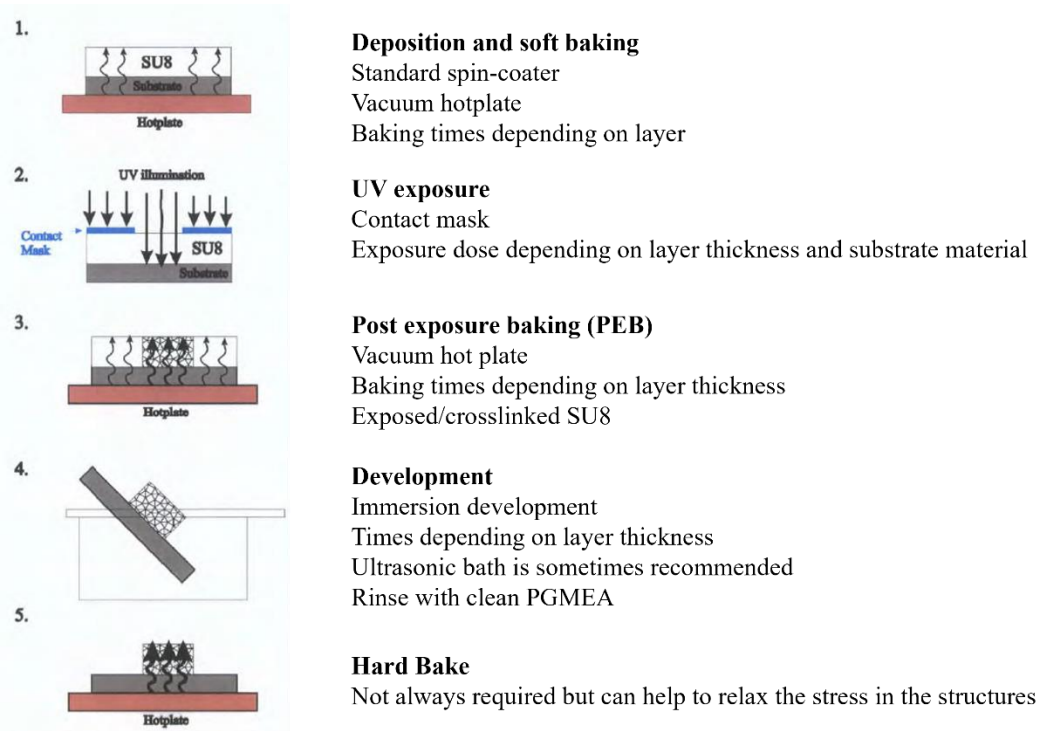 1.
SU8
Substrate
Hotplate
Deposition and soft baking
Standard spin-coater
Vacuum hotplate
Baking times depending on layer
2.
UV illumination
Contact
Mask
SU8
Substrate
UV exposure
Contact mask
Exposure dose depending on layer thickness and substrate material
3.
Hotplate
Post exposure baking (PEB)
Vacuum hot plate
Baking times depending on layer thickness
Exposed/crosslinked SU8
4.
Development
Immersion development
Times depending on layer thickness
Ultrasonic bath is sometimes recommended
Rinse with clean PGMEA
5.
Hotplate
Hard Bake
Not always required but can help to relax the stress in the structures